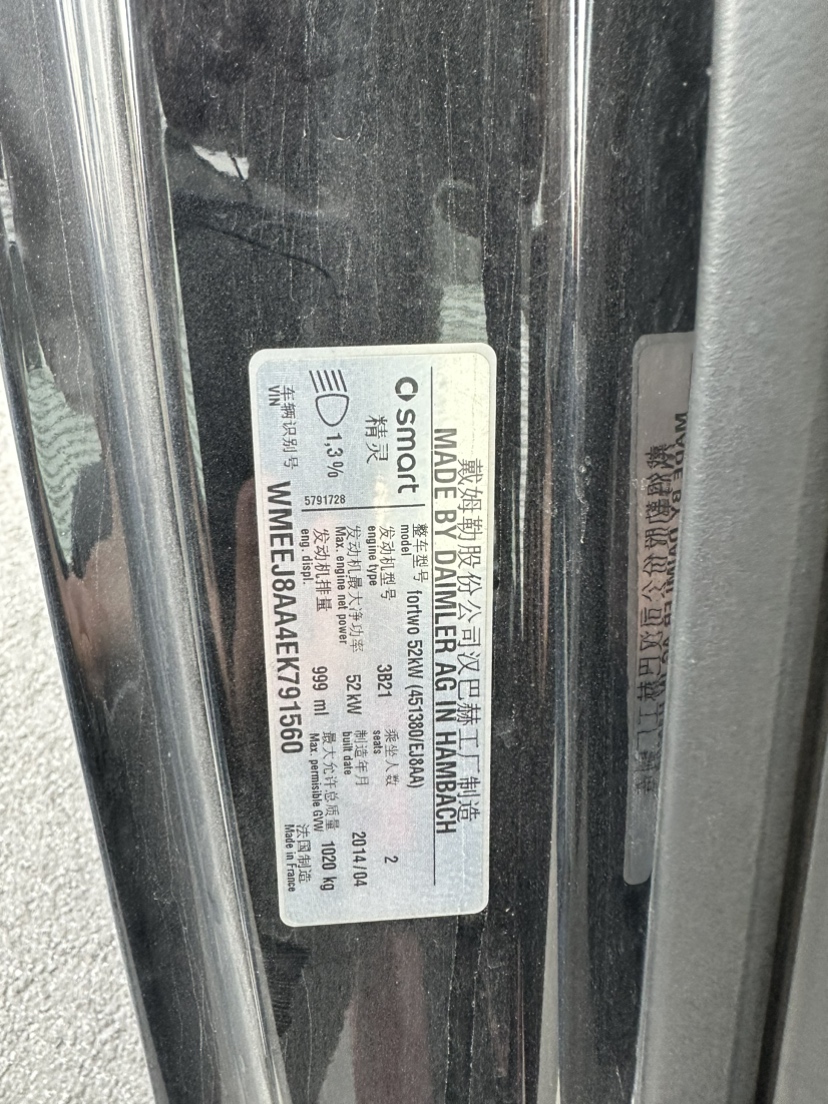 戴姆勒股份公司汉巴赫工厂制造
MADE BY DAIMLER AG IN HAMBACH
smart
精灵
整车型号 fortwo 52kW (451380/EJ8AA)
model
发动机型号 3B21 乘坐人数 2
engine type seats
发动机最大净功率 52kW 制造年月 2014/04
Max. engine net power built date
发动机排量 999 ml 最大允许总质量 1020 kg
eng. displ. Max. permisible GVW
1,3%
5791728
车辆识别号 WMEEJ8AA4EK791560 法国制造
VIN Made in France